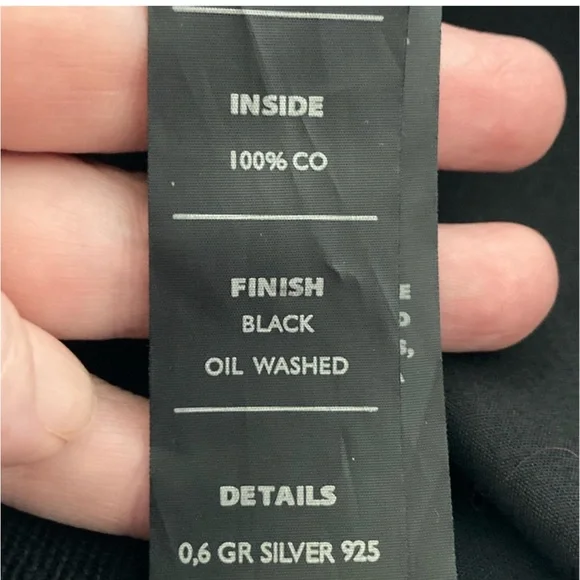 INSIDE
100% CO
FINISH
BLACK
OIL WASHED
DETAILS
0,6 GR SILVER 925